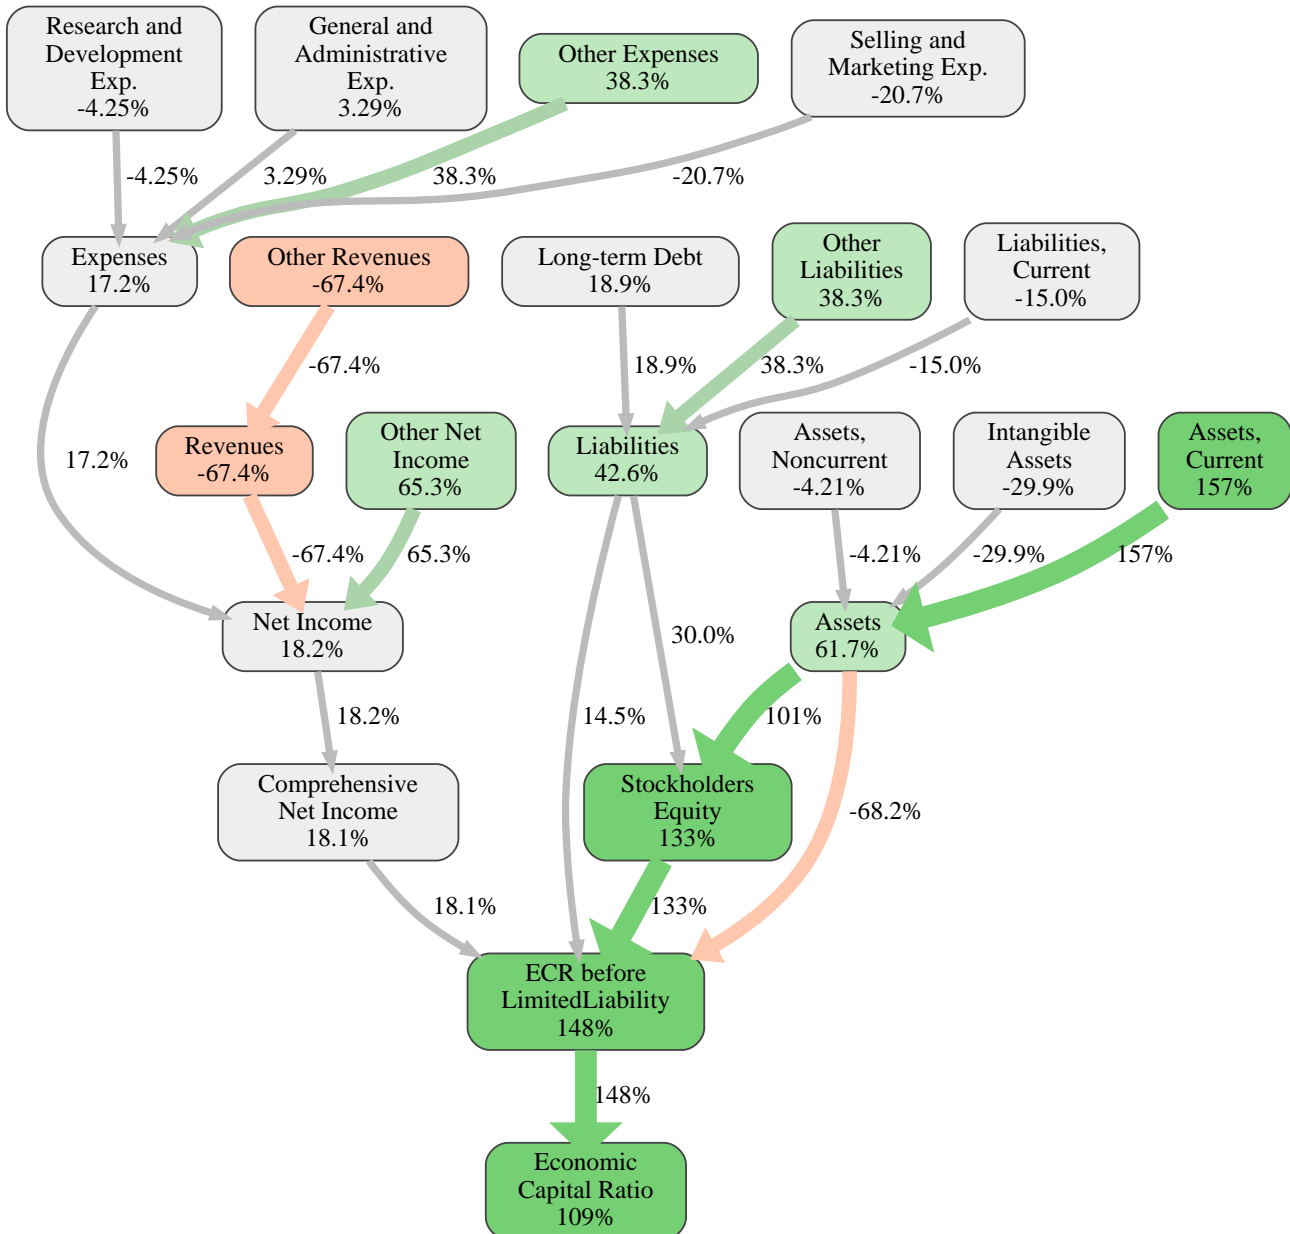 Research and
Development
Exp.
-4.25%
General and
Administrative
Exp.
3.29%
Other Expenses
38.3%
Selling and
Marketing Exp.
-20.7%
-4.25%
3.29%
38.3%
-20.7%
Expenses
17.2%
Other Revenues
-67.4%
Long-term Debt
18.9%
Other
Liabilities
38.3%
Liabilities,
Current
-15.0%
-67.4%
18.9%
38.3%
-15.0%
17.2%
Revenues
-67.4%
Other Net
Income
65.3%
Liabilities
42.6%
Assets,
Noncurrent
-4.21%
Intangible
Assets
-29.9%
Assets,
Current
157%
-67.4%
65.3%
-4.21%
-29.9%
157%
Net Income
18.2%
30.0%
Assets
61.7%
18.2%
14.5%
101%
Comprehensive
Net Income
18.1%
Stockholders
Equity
133%
-68.2%
18.1%
133%
ECR before
LimitedLiability
148%
148%
Economic
Capital Ratio
109%